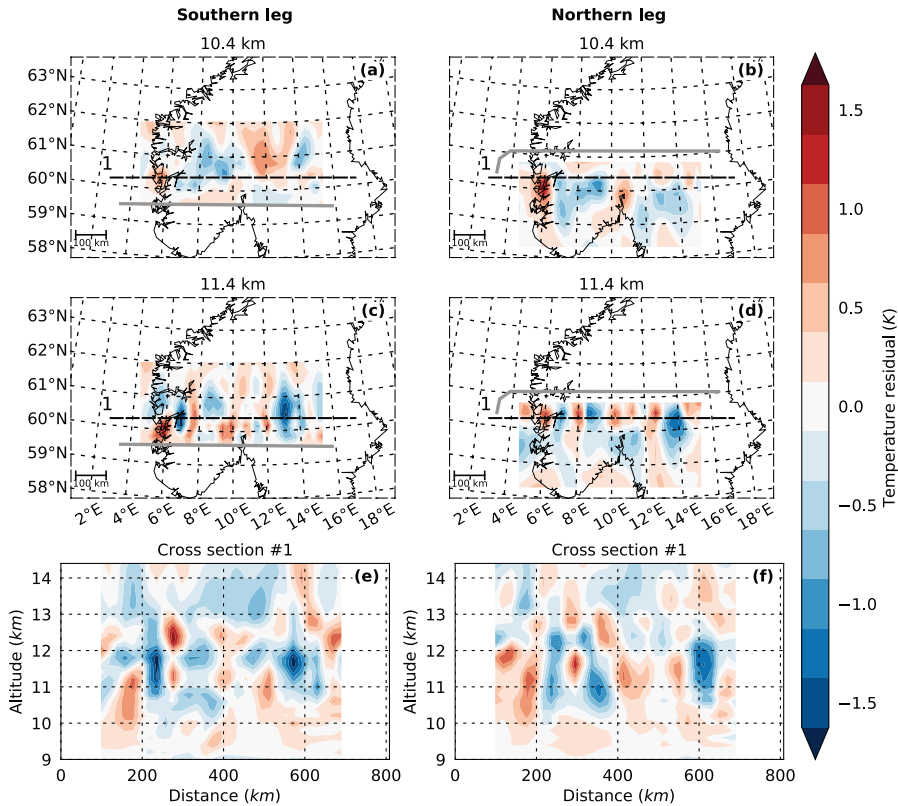 Southern leg
Northern leg
10.4 km
10.4 km
63°N
62°N
61°N
60°N
59°N
58°N
(a)
1
100 km
(b)
1
100 km
11.4 km
11.4 km
63°N
62°N
61°N
60°N
59°N
58°N
(c)
1
100 km
2°E 4°E 6°E 8°E 10°E 12°E 14°E 16°E 18°E
(d)
1
100 km
2°E 4°E 6°E 8°E 10°E 12°E 14°E 16°E 18°E
Cross section #1
Cross section #1
(e)
14
13
12
11
10
9
Altitude (km)
0 200 400 600 800
Distance (km)
(f)
14
13
12
11
10
9
Altitude (km)
0 200 400 600 800
Distance (km)
1.5
1.0
0.5
0.0
−0.5
−1.0
−1.5
Temperature residual (K)